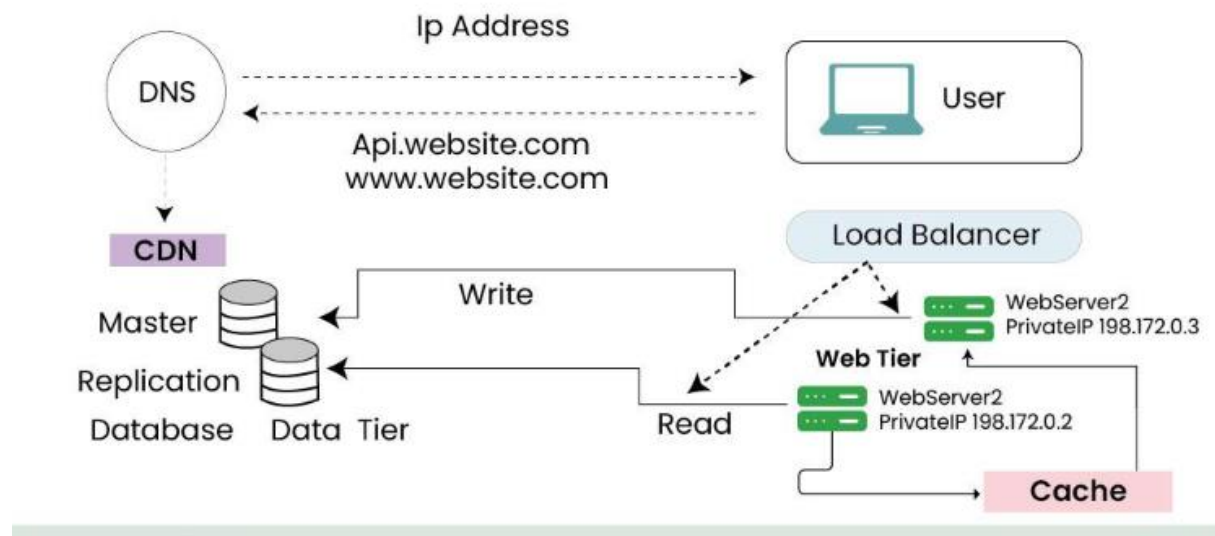 Ip Address
DNS
User
Api.website.com
www.website.com
CDN
Load Balancer
Write
Master
WebServer2
PrivateIP 198.172.0.3
Web Tier
Replication
WebServer2
PrivateIP 198.172.0.2
Database Data Tier
Read
Cache